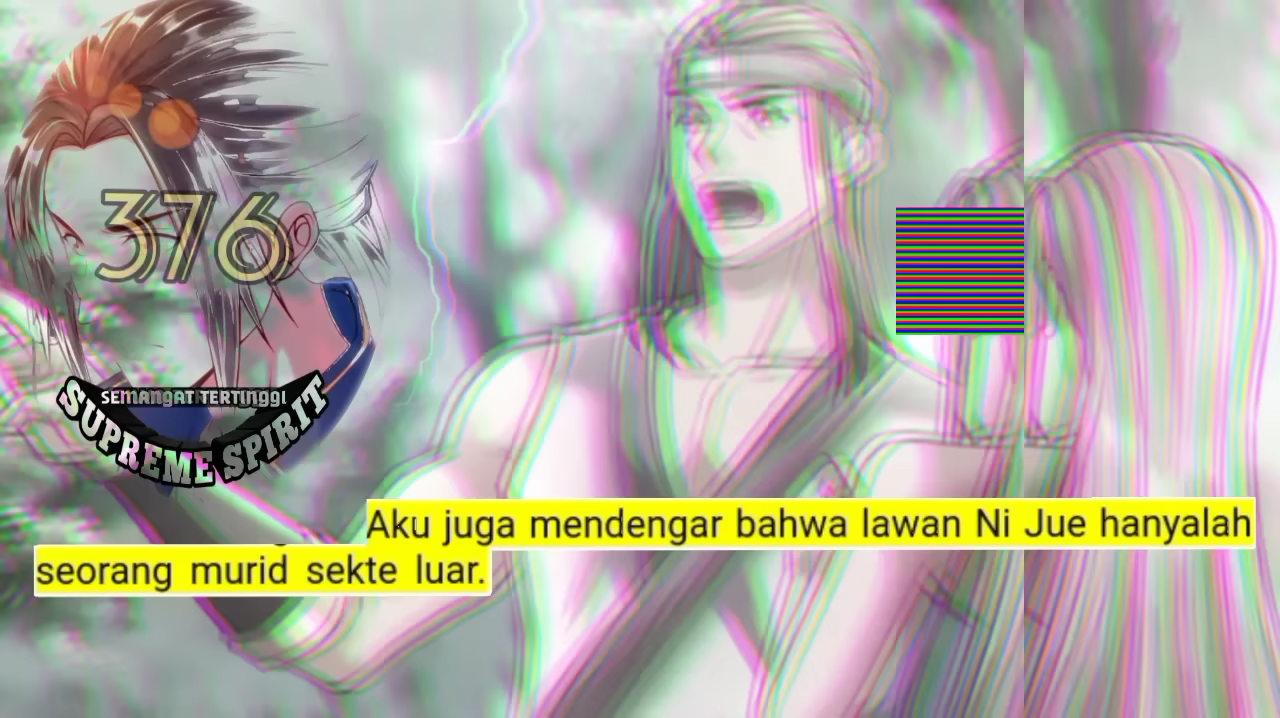 376
SEMANGAT TERTINGGI
SUPREME SPIRIT
Aku juga mendengar bahwa lawan Ni Jue hanyalah
seorang murid sekte luar.